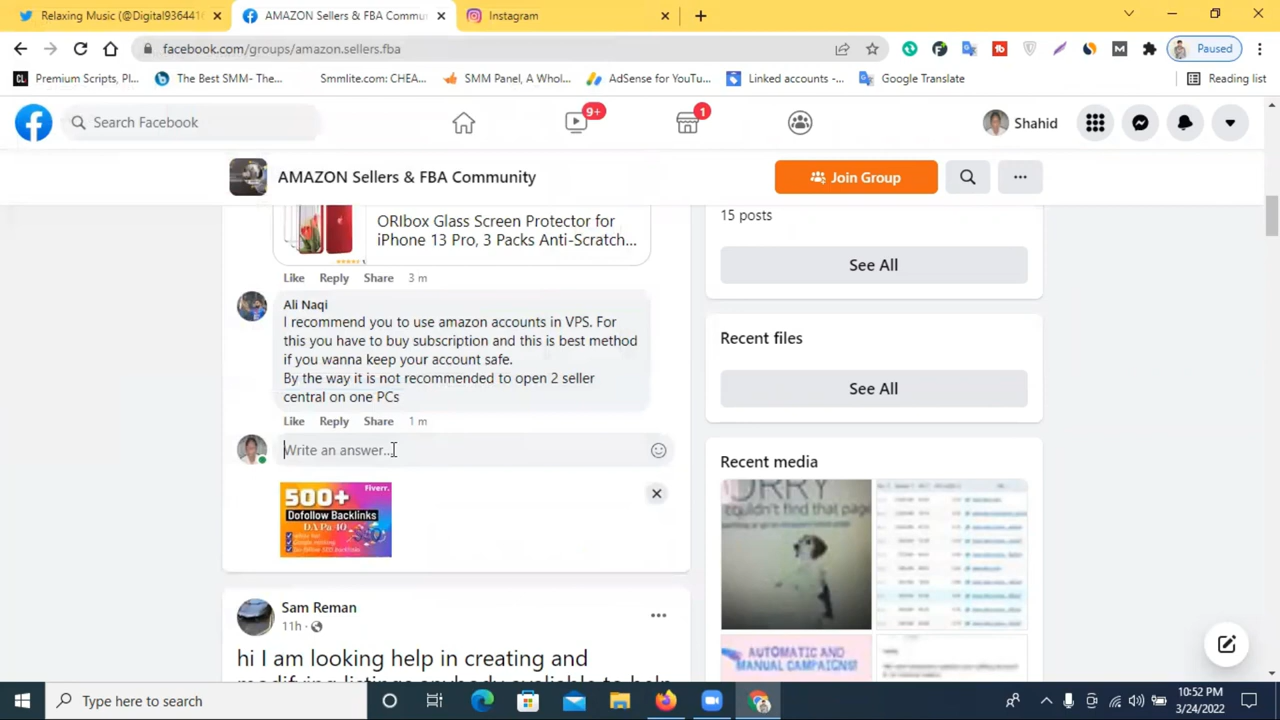 Relaxing Music (@Digital9364416
AMAZON Sellers & FBA Commu
Instagram
facebook.com/groups/amazon.sellers.fba
Paused
CL Premium Scripts, Pl...
The Best SMM- The...
Smmlite.com: CHEA...
SMM Panel, A Whol...
AdSense for YouTu...
Linked accounts -...
Google Translate
Reading list
Search Facebook
9+
1
Shahid
AMAZON Sellers & FBA Community
Join Group
ORIbox Glass Screen Protector for
iPhone 13 Pro, 3 Packs Anti-Scratch...
Like Reply Share 3 m
Ali Naqi
I recommend you to use amazon accounts in VPS. For
this you have to buy subscription and this is best method
if you wanna keep your account safe.
By the way it is not recommended to open 2 seller
central on one PCs
Like Reply Share 1 m
Write an answer...
500+
Fiverr.
Dofollow Backlinks
Sam Reman
11h
hi I am looking help in creating and
15 posts
See All
Recent files
See All
Recent media
couldn't find that page
AUTOMATIC AND
MANUAL CAMPAIGNS!
Type here to search
10:52 PM
3/24/2022